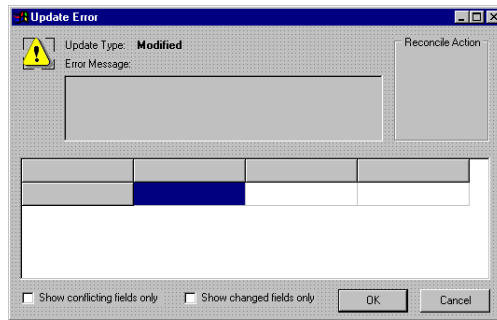 Update Error
Update Type: Modified
Reconcile Action
Error Message:
Show conflicting fields only
Show changed fields only
OK
Cancel